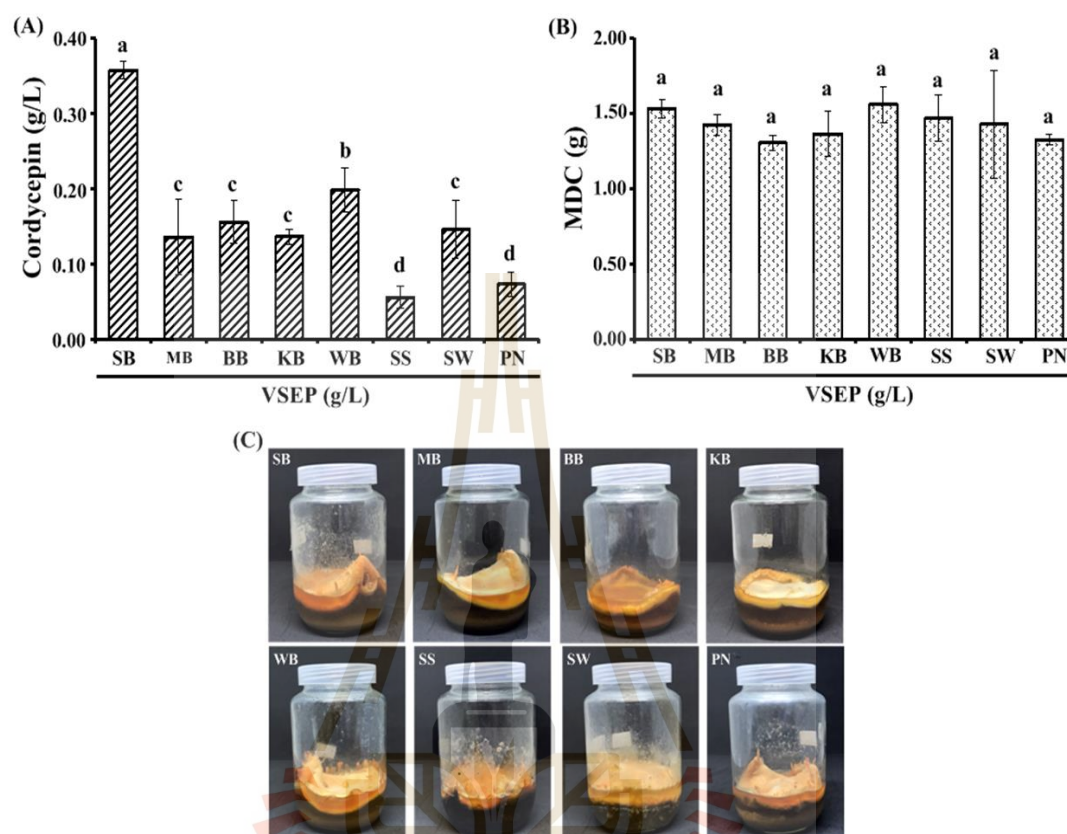 (A)
Cordycepin (g/L)
0.40
0.30
0.20
0.10
0.00
a
c
c
c
b
d
c
d
SB MB BB KB WB SS SW PN
VSEP (g/L)
(B)
MDC (g)
2.00
1.50
1.00
0.50
0.00
a
a
a
a
a
a
a
a
SB MB BB KB WB SS SW PN
VSEP (g/L)
(C)
SB MB BB KB
WB SS SW PN